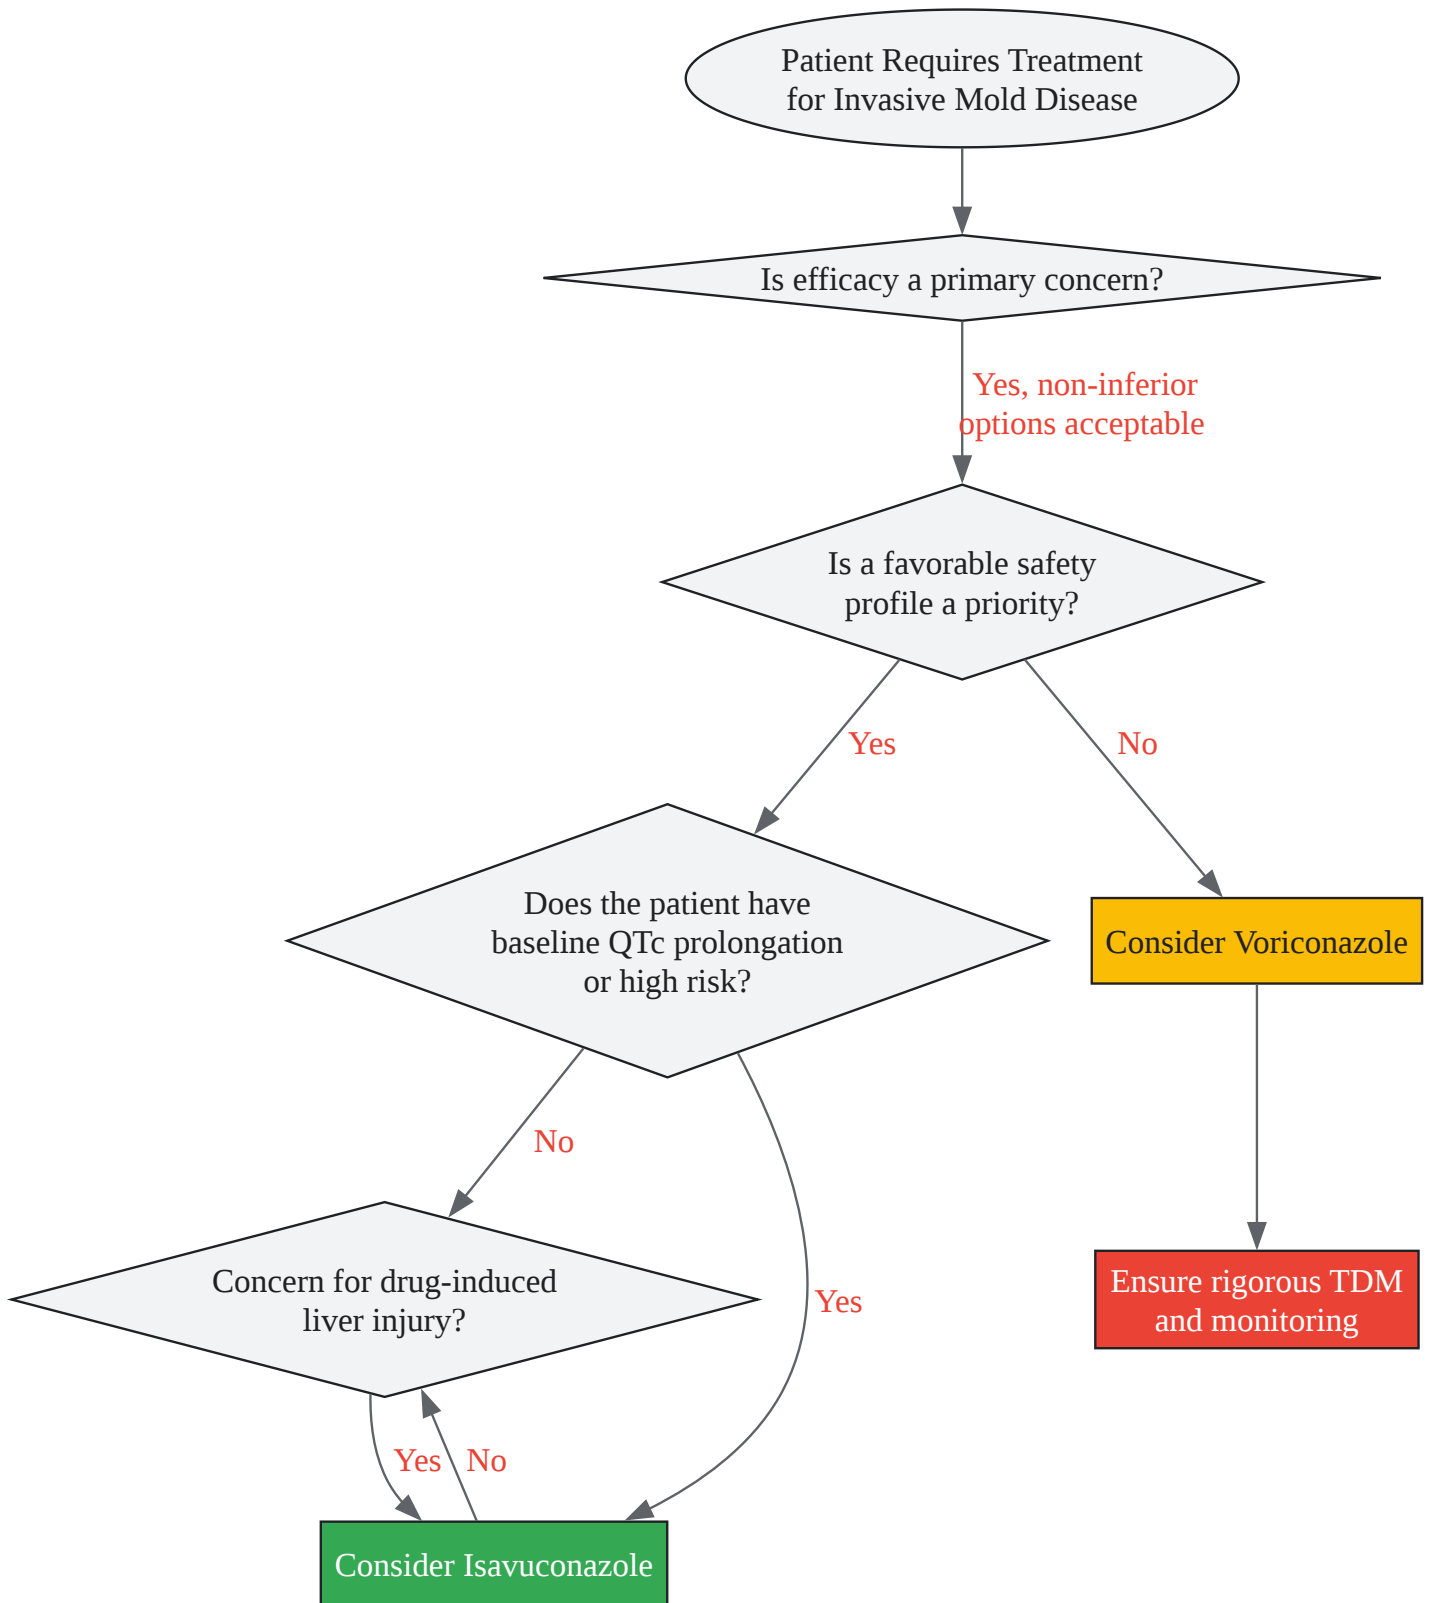 Patient Requires Treatment
for Invasive Mold Disease
Is efficacy a primary concern?
Yes, non-inferior
options acceptable
Is a favorable safety
profile a priority?
Yes
No
Does the patient have
baseline QTc prolongation
or high risk?
Consider Voriconazole
No
Yes
Concern for drug-induced
liver injury?
Ensure rigorous TDM
and monitoring
Yes
No
Consider Isavuconazole